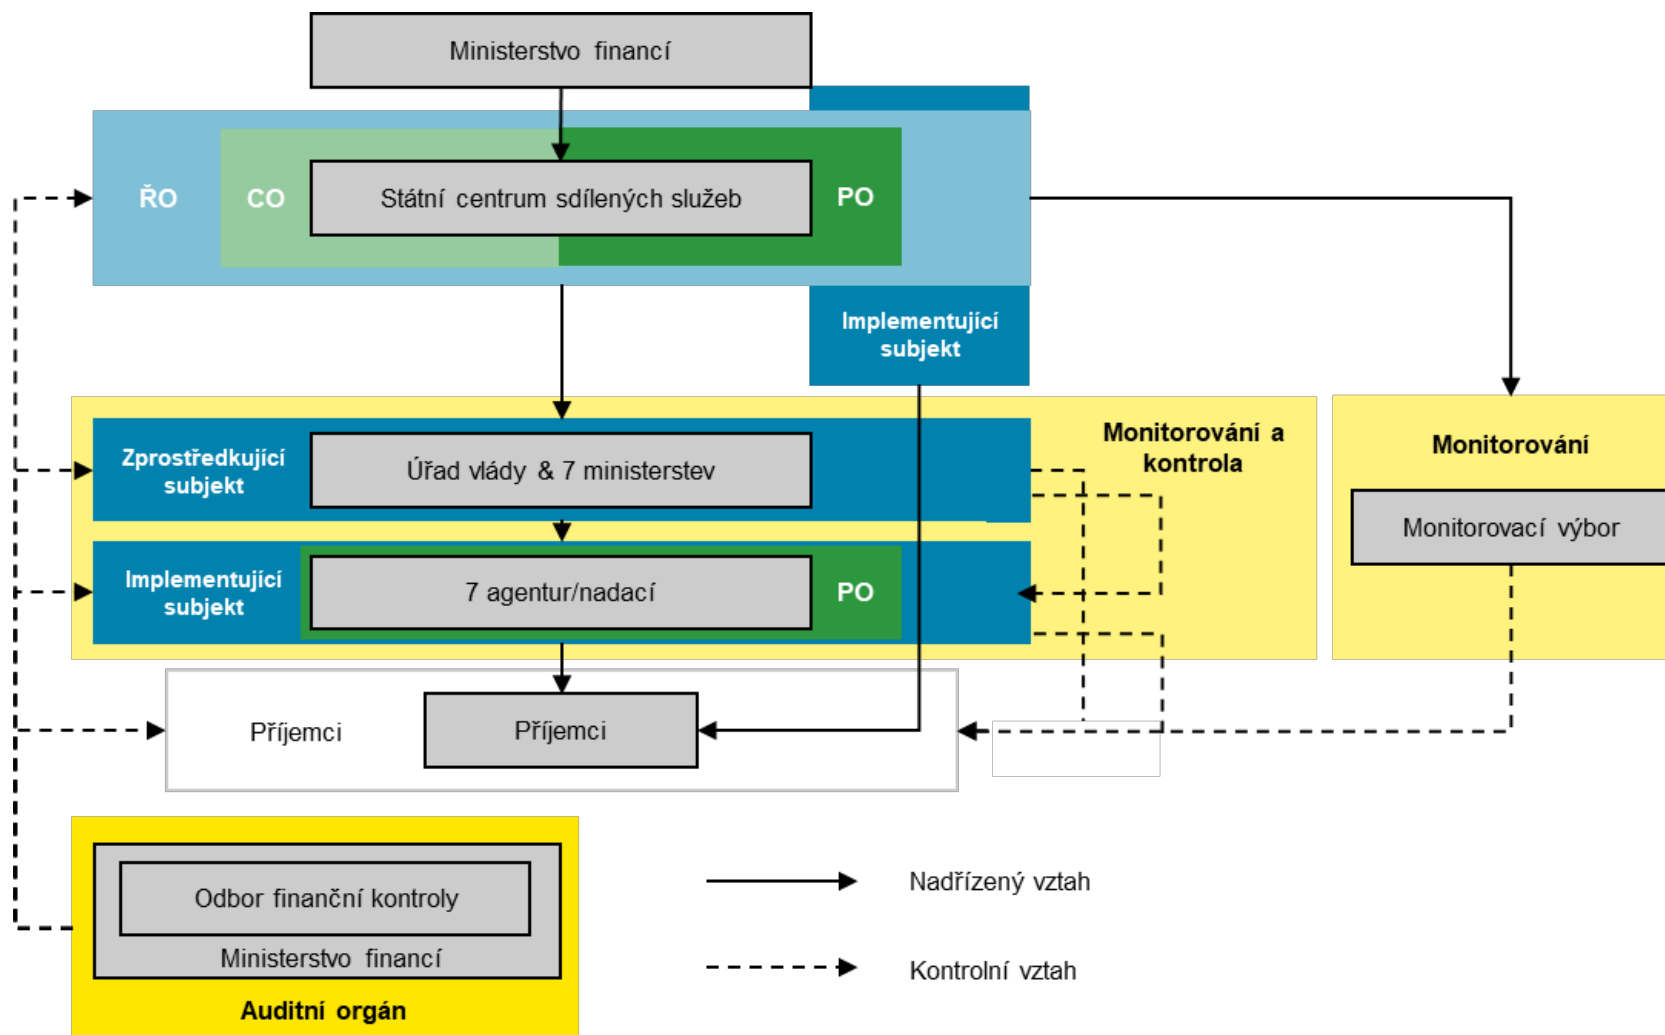 Ministerstvo financí
ŘO
CO
Státní centrum sdílených služeb
PO
Implementující
subjekt
Monitorování a
kontrola
Monitorování
Zprostředkující
subjekt
Úřad vlády & 7 ministerstev
Monitorovací výbor
Implementující
subjekt
7 agentur/nadací
PO
Příjemci
Příjemci
Odbor finanční kontroly
Ministerstvo financí
Auditní orgán
Nadřízený vztah
Kontrolní vztah